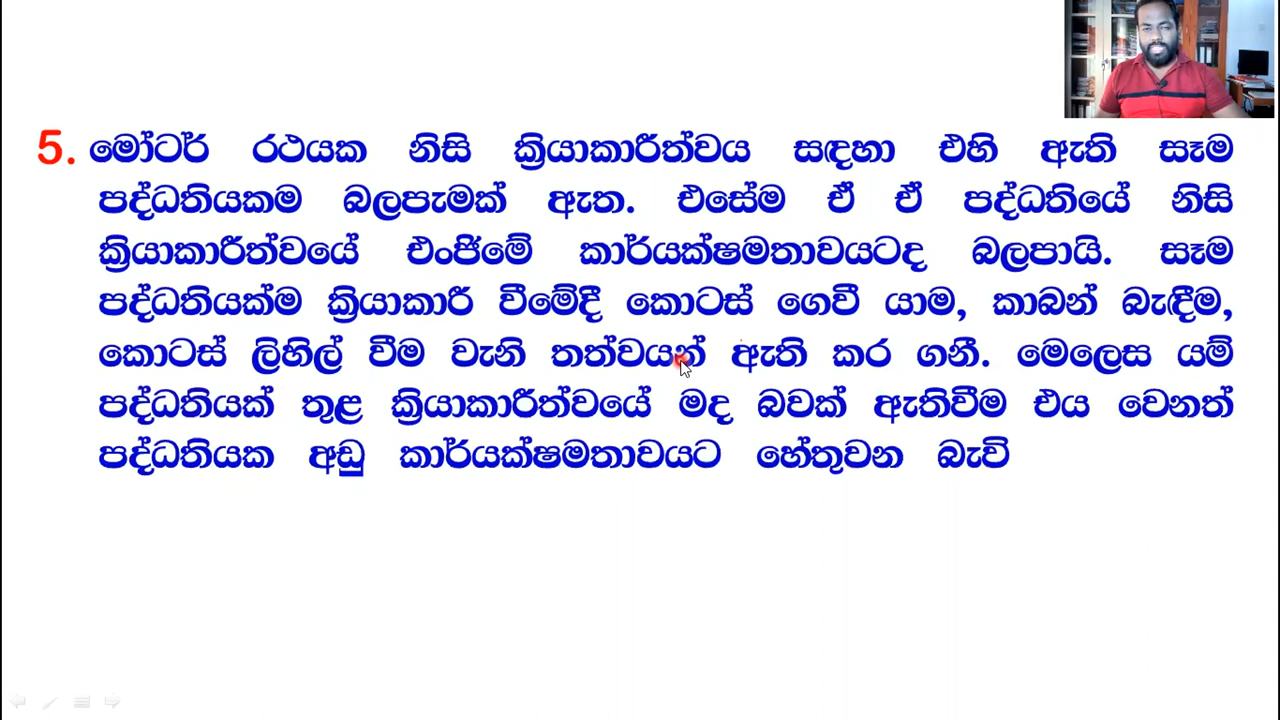 5. මෝටර් රථයක නිසි ක්‍රියාකාරීත්වය සඳහා එහි ඇති සෑම
පද්ධතියකම බලපෑමක් ඇත. එසේම ඒ ඒ පද්ධතියේ නිසි
ක්‍රියාකාරීත්වයේ එංජිමේ කාර්යක්ෂමතාවයටද බලපායි. සෑම
පද්ධතියක්ම ක්‍රියාකාරී වීමේදී කොටස් ගෙවී යාම, කාබන් බැඳීම,
කොටස් ලිහිල් වීම වැනි තත්වයන් ඇති කර ගනී. මෙලෙස යම්
පද්ධතියක් තුළ ක්‍රියාකාරීත්වයේ මද බවක් ඇතිවීම එය වෙනත්
පද්ධතියක අඩු කාර්යක්ෂමතාවයට හේතුවන බැවි